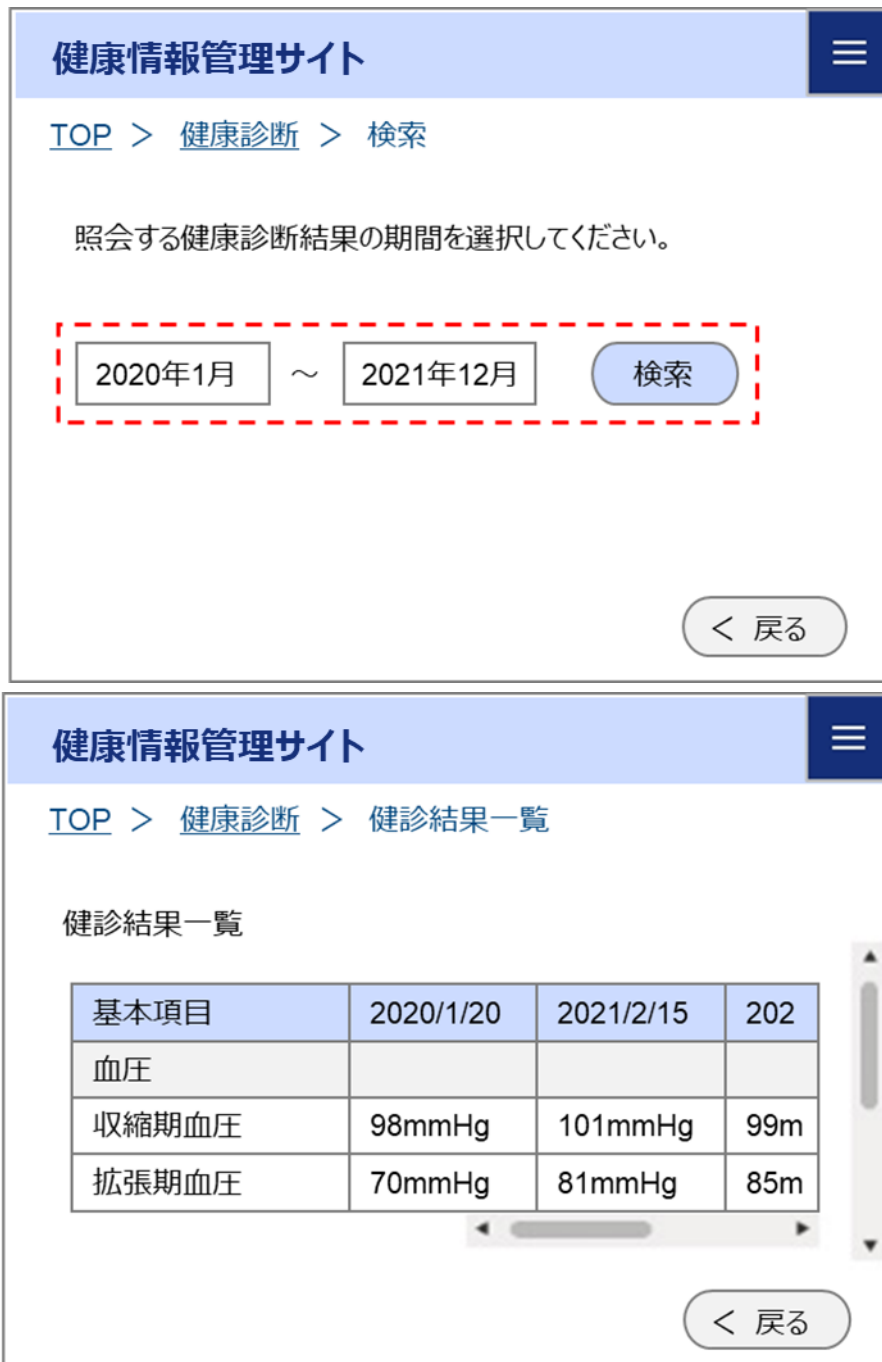 健康情報管理サイト
TOP ＞ 健康診断 ＞ 検索
照会する健康診断結果の期間を選択してください。
2020年1月 ～ 2021年12月 検索
＜ 戻る
健康情報管理サイト
TOP ＞ 健康診断 ＞ 健診結果一覧
健診結果一覧
基本項目 2020/1/20 2021/2/15 202
血圧
収縮期血圧 98mmHg 101mmHg 99m
拡張期血圧 70mmHg 81mmHg 85m
＜ 戻る